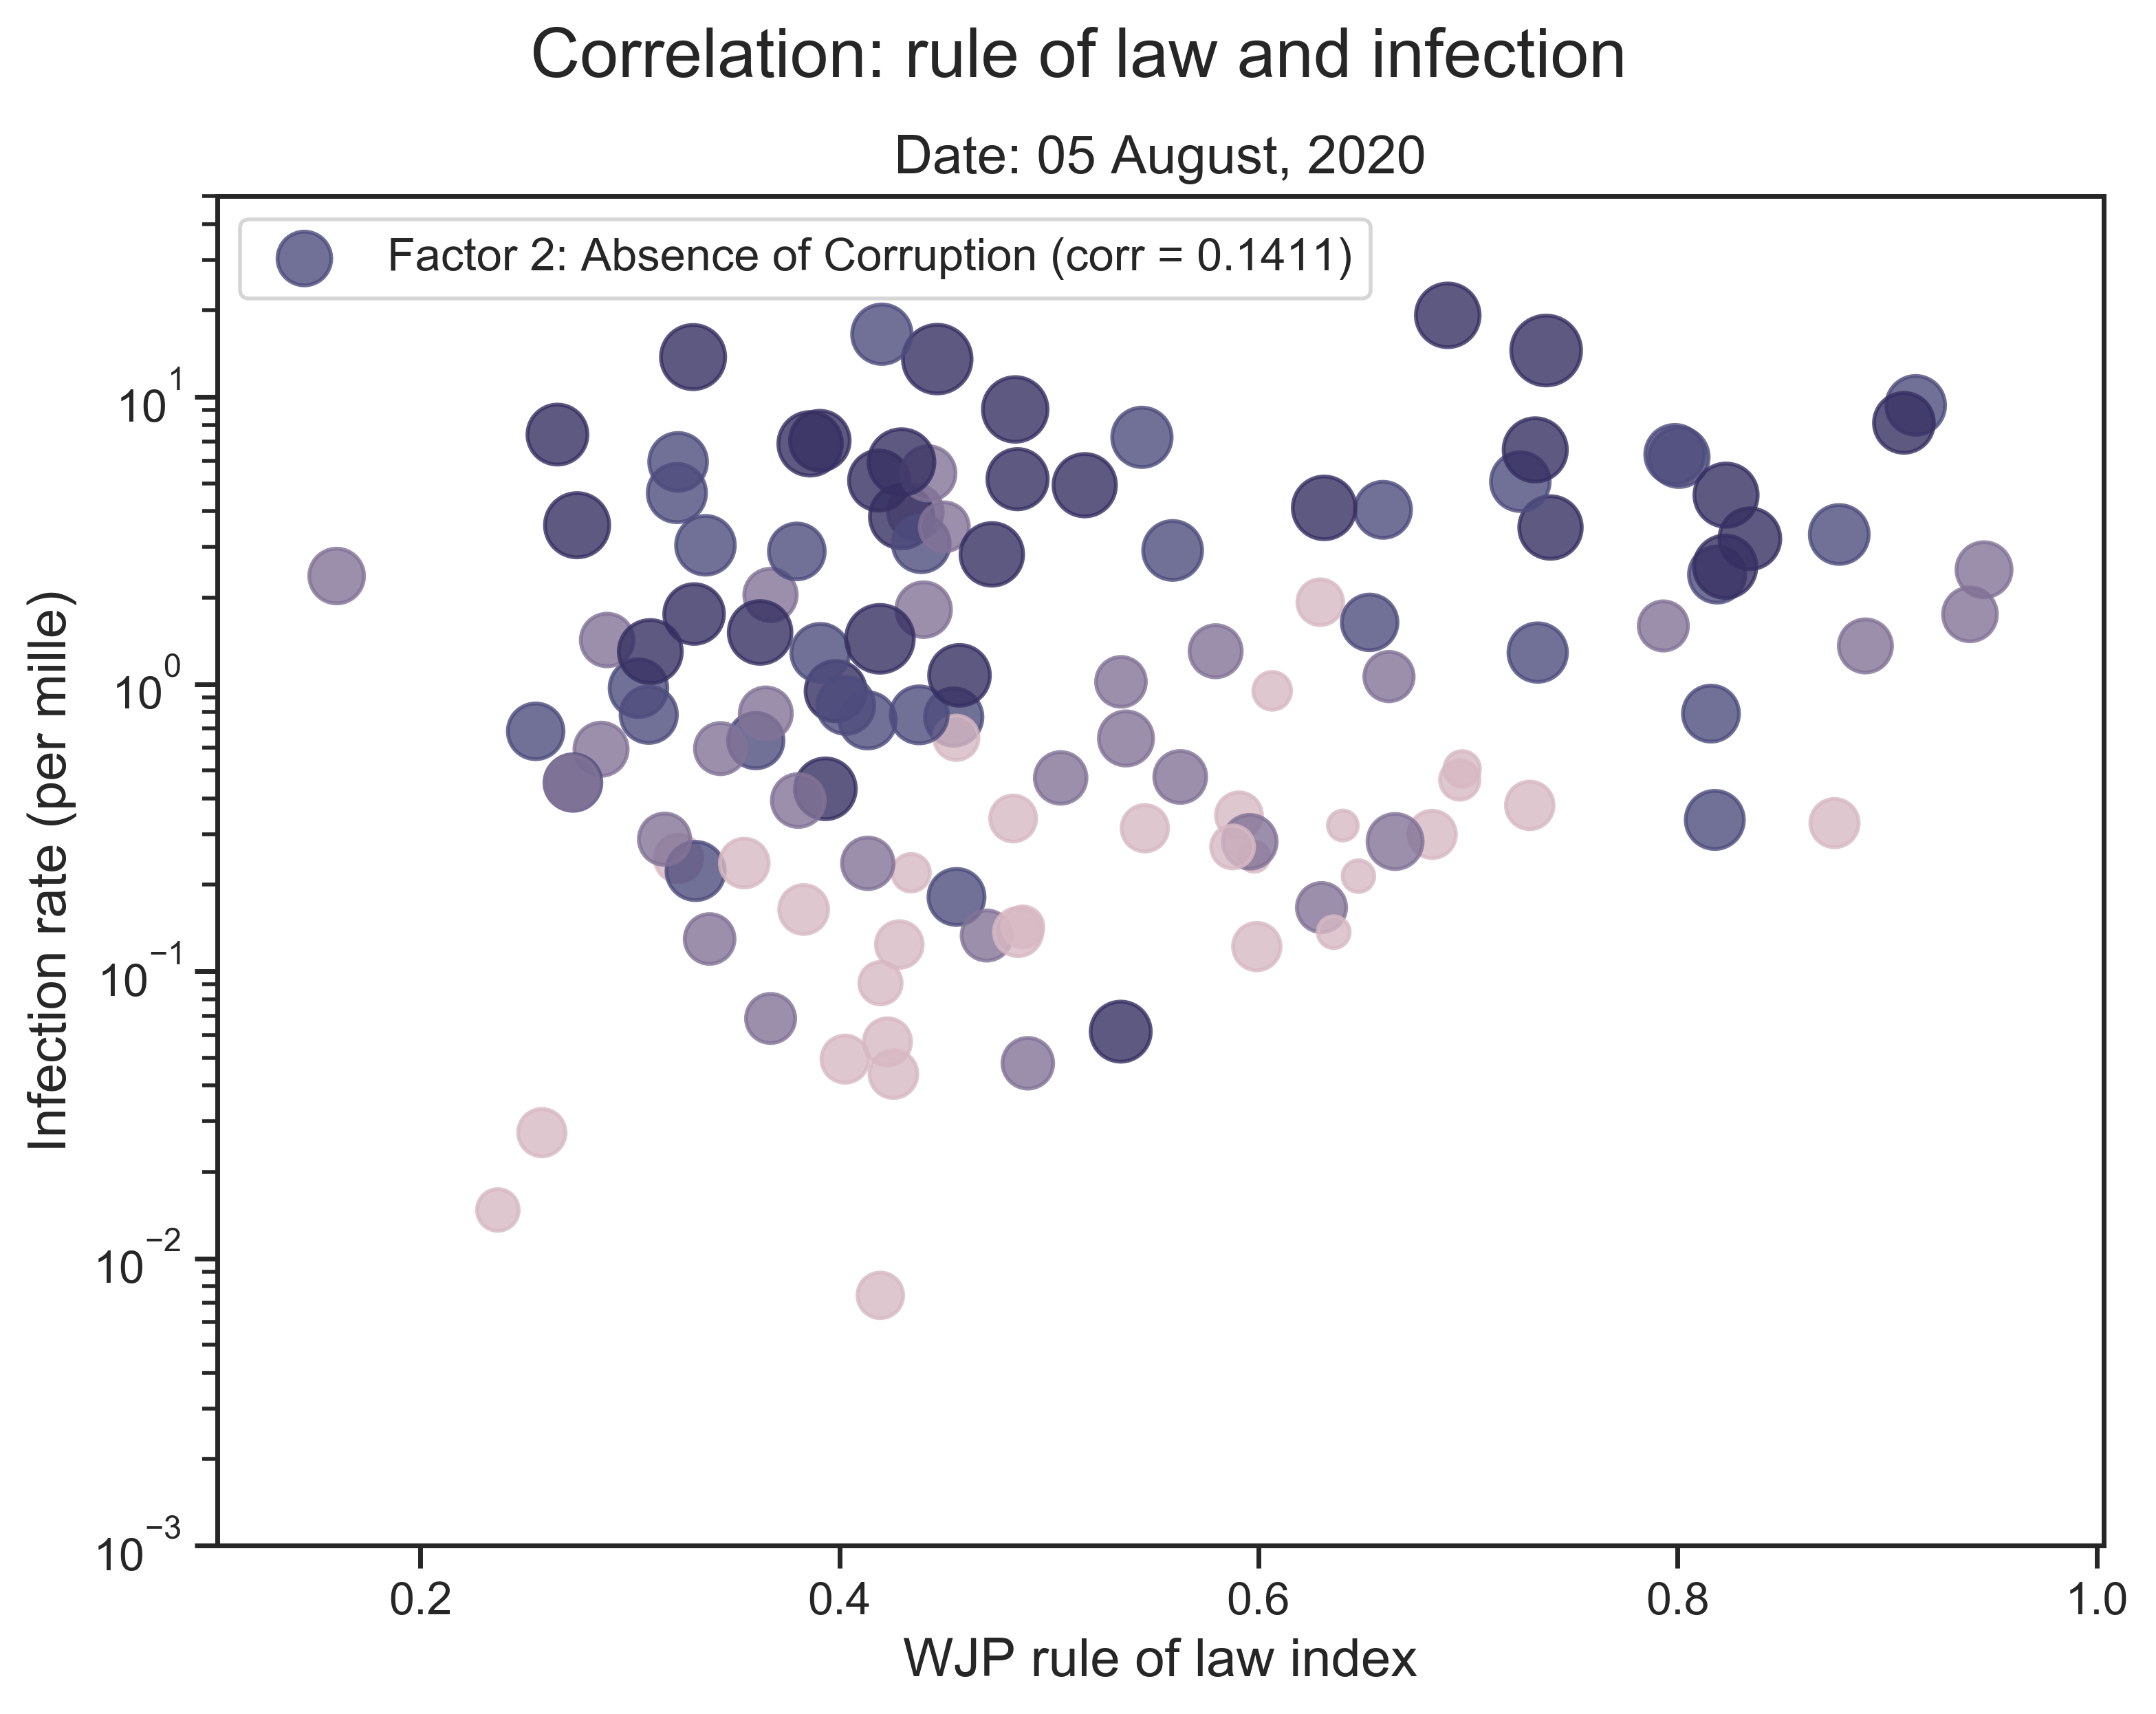 Correlation: rule of law and infection
Date: 05 August, 2020
Factor 2: Absence of Corruption (corr = 0.1411)
Infection rate (per mille)
10^1
10^0
10^−1
10^−2
10^−3
0.2 0.4 0.6 0.8 1.0
WJP rule of law index